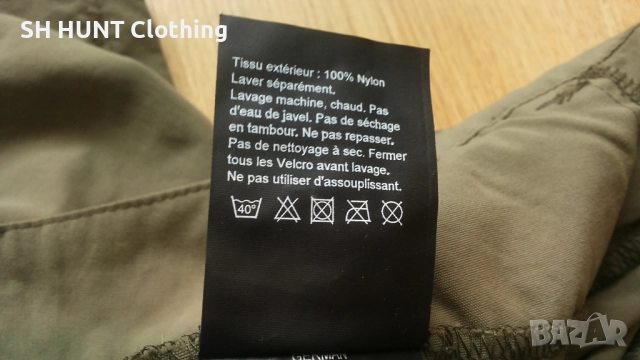 SH HUNT Clothing
Tissu extérieur : 100% Nylon
Laver séparément.
Lavage machine, chaud. Pas
d'eau de javel. Pas de séchage
en tambour. Ne pas repasser.
Pas de nettoyage à sec. Fermer
tous les Velcro avant lavage.
Ne pas utiliser d'assouplissant.
40°
GERMAN
BAZAR